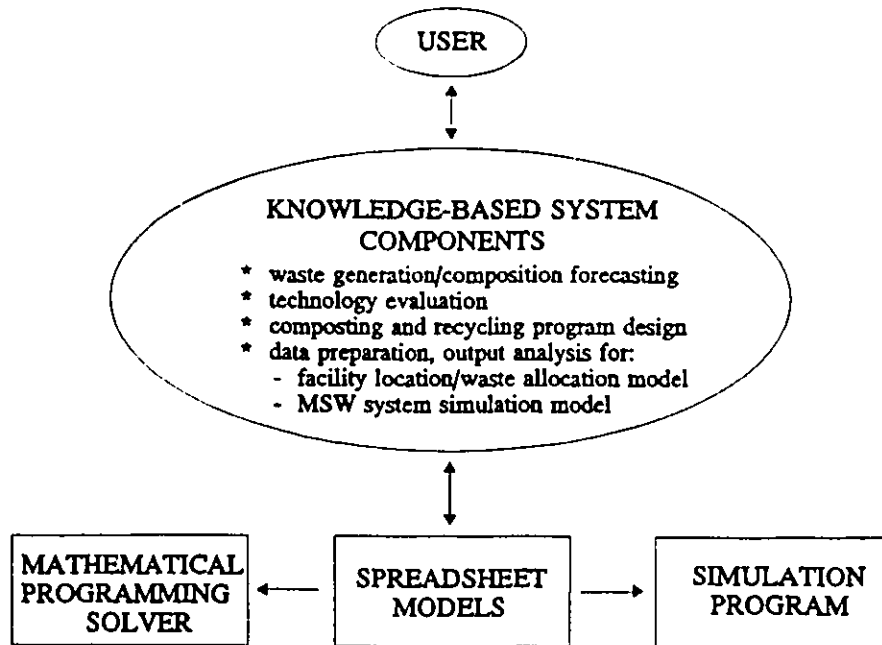 USER
KNOWLEDGE-BASED SYSTEM
COMPONENTS
* waste generation/composition forecasting
* technology evaluation
* composting and recycling program design
* data preparation, output analysis for:
- facility location/waste allocation model
- MSW system simulation model
MATHEMATICAL
PROGRAMMING
SOLVER
SPREADSHEET
MODELS
SIMULATION
PROGRAM